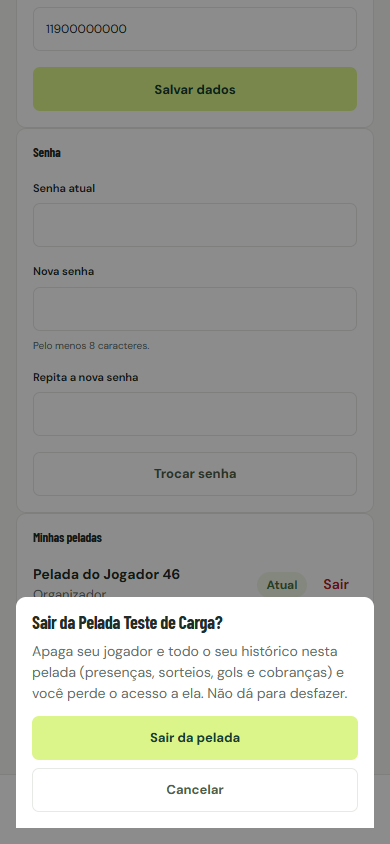 11900000000
Salvar dados
Senha
Senha atual
Nova senha
Pelo menos 8 caracteres.
Repita a nova senha
Trocar senha
Minhas peladas
Pelada do Jogador 46
Organizador
Atual
Sair
Sair da Pelada Teste de Carga?
Apaga seu jogador e todo o seu histórico nesta
pelada (presenças, sorteios, gols e cobranças) e
você perde o acesso a ela. Não dá para desfazer.
Sair da pelada
Cancelar